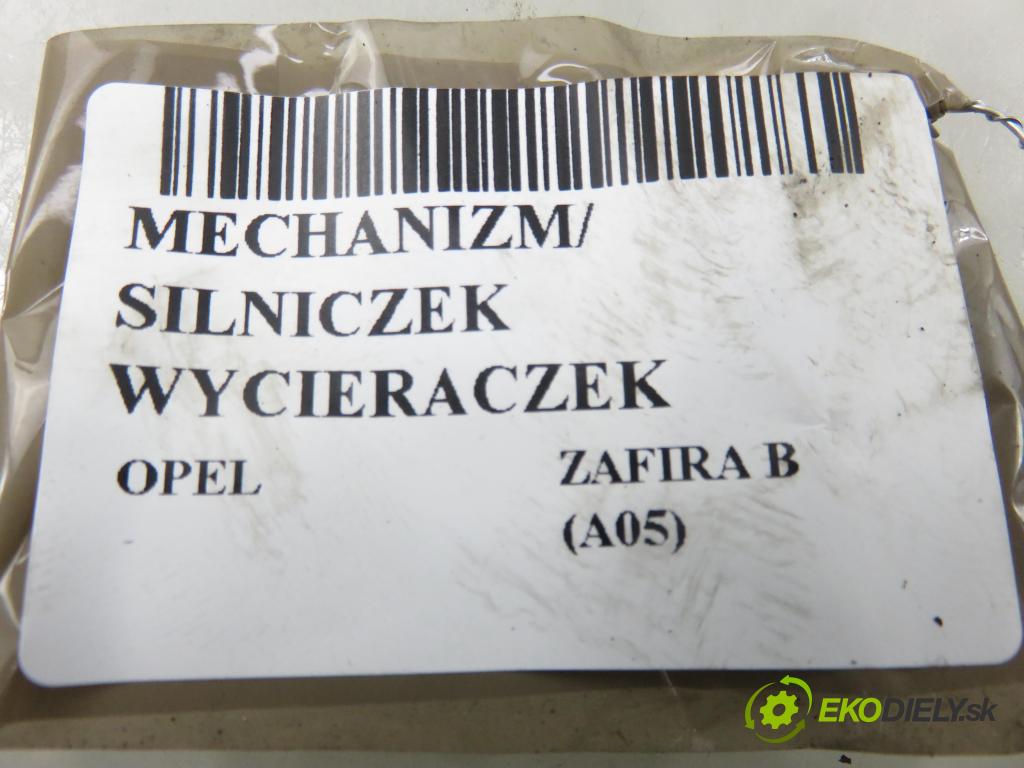 MECHANIZM/
SILNICZEK
WYCIERACZEK
OPEL ZAFIRA B
(A05)
EKODIELY.sk